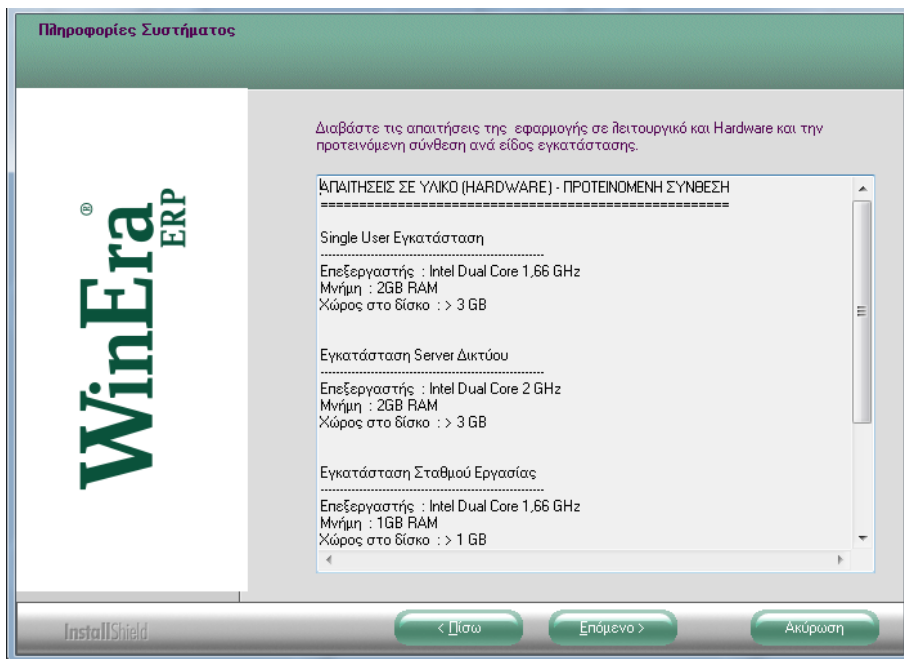 Πληροφορίες Συστήματος
Διαβάστε τις απαιτήσεις της εφαρμογής σε λειτουργικό και Hardware και την
προτεινόμενη σύνθεση ανά είδος εγκατάστασης.
WinEra®
ERP
ΑΠΑΙΤΗΣΕΙΣ ΣΕ ΥΛΙΚΟ (HARDWARE) - ΠΡΟΤΕΙΝΟΜΕΝΗ ΣΥΝΘΕΣΗ
=====================================================
Single User Εγκατάσταση
--------------------------------------------------------
Επεξεργαστής : Intel Dual Core 1,66 GHz
Μνήμη : 2GB RAM
Χώρος στο δίσκο : > 3 GB
Εγκατάσταση Server Δικτύου
--------------------------------------------------------
Επεξεργαστής : Intel Dual Core 2 GHz
Μνήμη : 2GB RAM
Χώρος στο δίσκο : > 3 GB
Εγκατάσταση Σταθμού Εργασίας
--------------------------------------------------------
Επεξεργαστής : Intel Dual Core 1,66 GHz
Μνήμη : 1GB RAM
Χώρος στο δίσκο : > 1 GB
InstallShield
< Πίσω
Επόμενο >
Ακύρωση